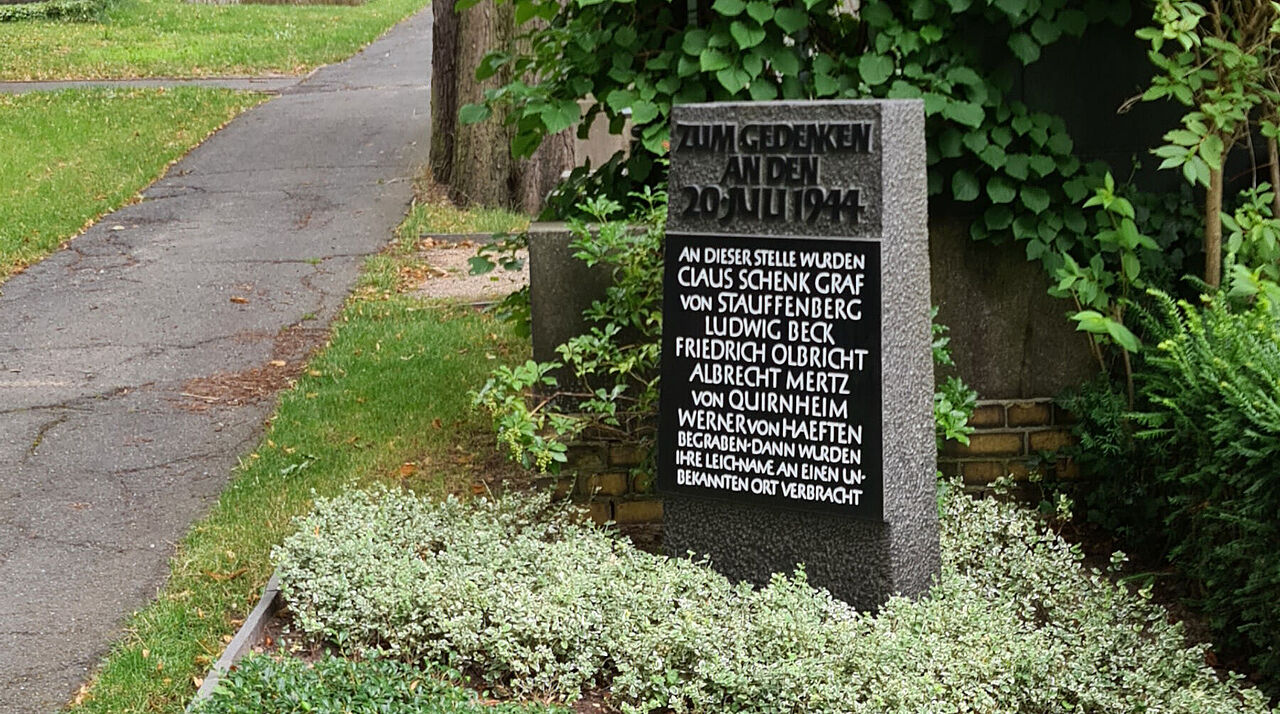 ZUM GEDENKEN
AN DEN
20·JULI 1944
AN DIESER STELLE WURDEN
CLAUS SCHENK GRAF
VON STAUFFENBERG
LUDWIG BECK
FRIEDRICH OLBRICHT
ALBRECHT MERTZ
VON QUIRNHEIM
WERNER VON HAEFTEN
BEGRABEN·DANN WURDEN
IHRE LEICHNAME AN EINEN UN-
BEKANNTEN ORT VERBRACHT